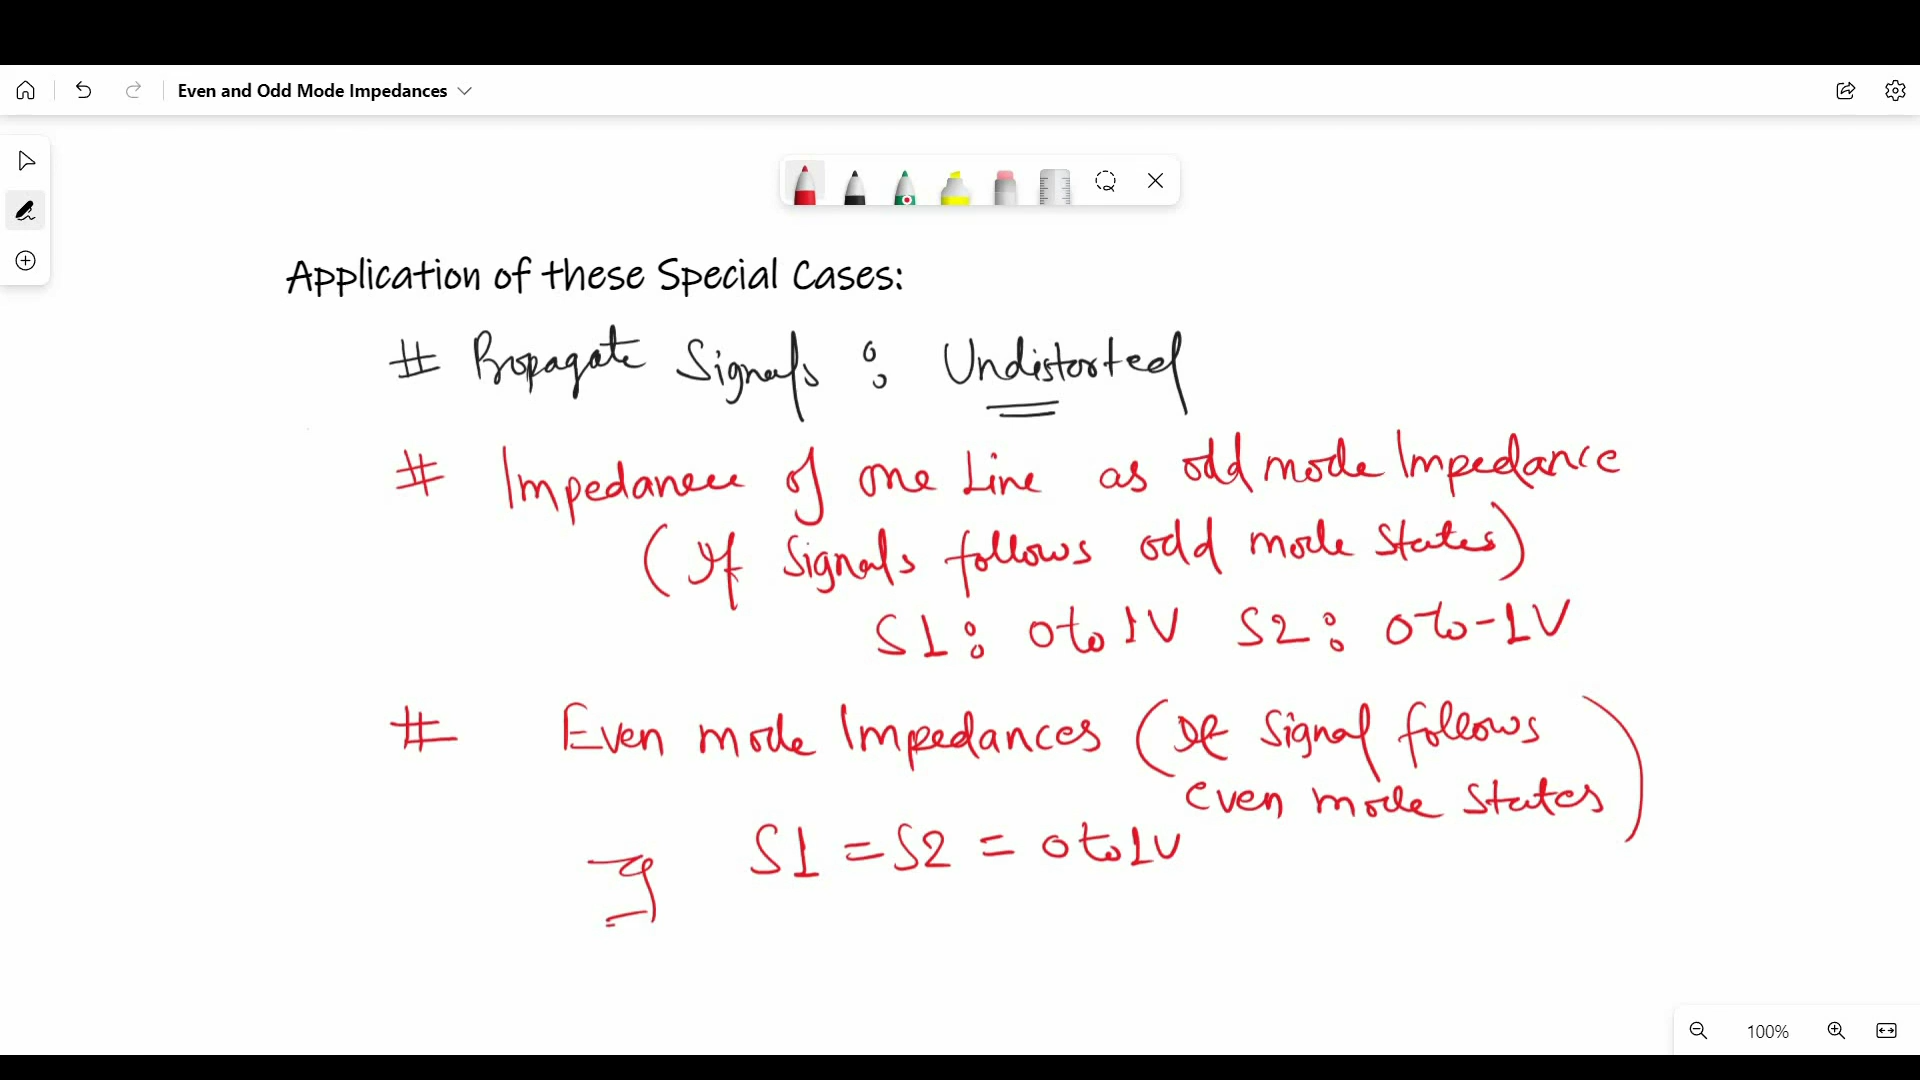 Even and Odd Mode Impedances
Application of these Special Cases:
# Propagate Signals : Undistorted
# Impedance of one Line as odd mode Impedance
(If Signals follows odd mode States)
S1: 0 to 1V S2: 0 to -1V
# Even mode Impedances (If Signal follows
even mode States)
S1 = S2 = 0 to 1V
100%